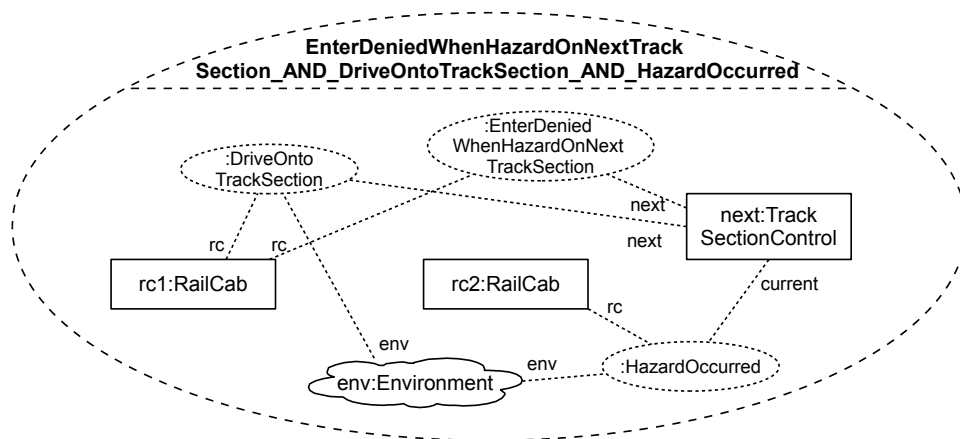 EnterDeniedWhenHazardOnNextTrack
Section_AND_DriveOntoTrackSection_AND_HazardOccurred
:EnterDenied
WhenHazardOnNext
TrackSection
:DriveOnto
TrackSection
next
next
next:Track
SectionControl
rc
rc
rc1:RailCab
rc2:RailCab
current
rc
env
env
env:Environment
:HazardOccurred